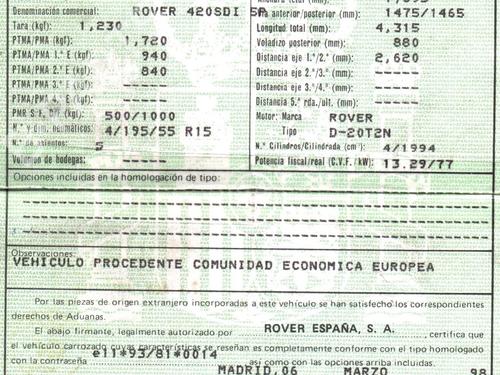 Denominación comercial: ROVER 420SDI 5P
Tara (kgf): 1,230
PTMA/PMA (kgf): 1,720
PTMA/PMA 1.º E (kgf): 940
PTMA/PMA 2.º E (kgf): 840
PTMA/PMA 3.º E (kgf): -----
PTMA/PMA 4.º E (kgf): -----
PMR S.F. (kgf): 500/1000
N.º y dim. neumáticos: 4/195/55 R15
N.º de asientos: 5
Volumen de bodegas: -----
Vía anterior/posterior (mm): 1475/1465
Longitud total (mm): 4,315
Voladizo posterior (mm): 880
Distancia eje 1.º/2.º (mm): 2,620
Distancia eje 2.º/3.º (mm): -----
Distancia eje 3.º/4.º (mm): -----
Distancia 5.ª rda./ult. (mm): -----
Motor: Marca ROVER
Tipo D-20T2N
N.º Cilindros/Cilindrada (cm³) 4/1994
Potencia fiscal/real (C.V.F./kW): 13.29/77
Opciones incluidas en la homologación de tipo:
Observaciones:
VEHICULO PROCEDENTE COMUNIDAD ECONOMICA EUROPEA
Por las piezas de origen extranjero incorporadas a este vehículo se han satisfecho los correspondientes
derechos de Aduanas.
El abajo firmante, legalmente autorizado por ROVER ESPAÑA, S. A. , certifica que
el vehículo carrozado cuyas características se reseñan es completamente conforme con el tipo homologado
con la contraseña e11*93/81*0014 así como con las opciones arriba incluidas.
MADRID,06 MARZO 98